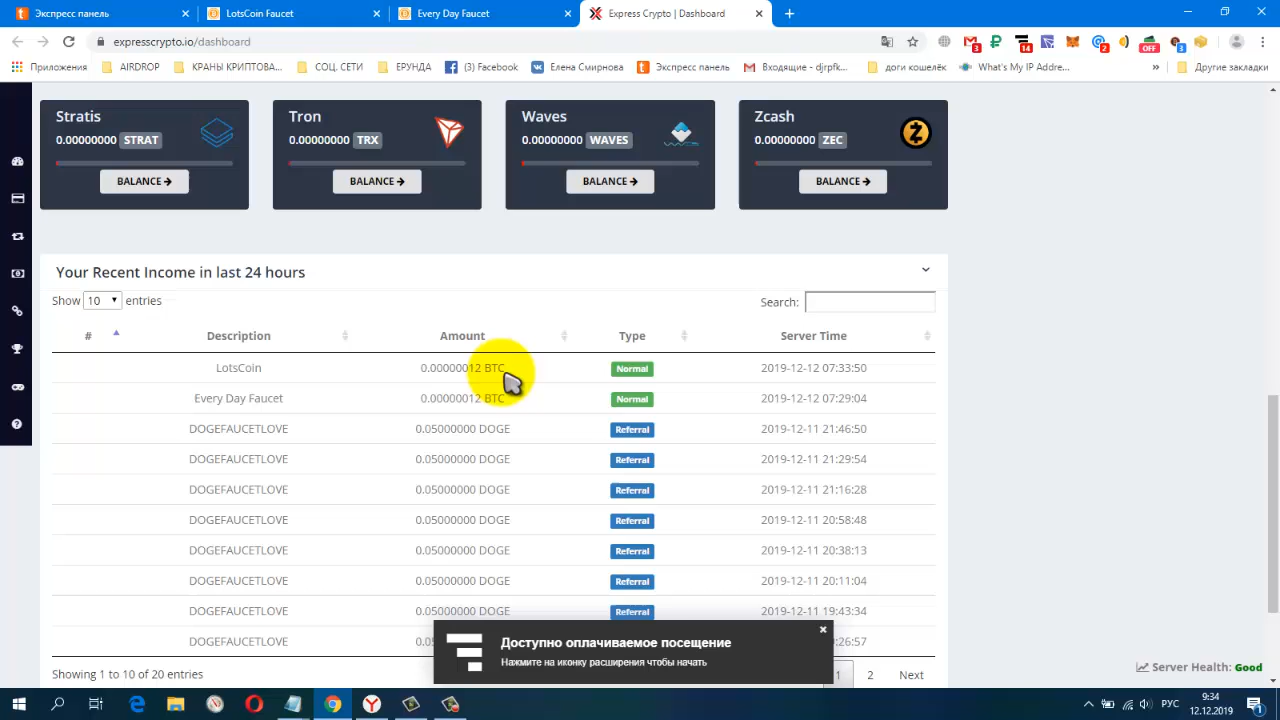 Экспресс панель
LotsCoin Faucet
Every Day Faucet
Express Crypto | Dashboard
expresscrypto.io/dashboard
3
14
2
OFF
3
Приложения
AIRDROP
КРАНЫ КРИПТОВА...
СОЦ. СЕТИ
ЕРУНДА
(3) Facebook
Елена Смирнова
Экспресс панель
Входящие - djrpfk...
доги кошелёк
What's My IP Addre...
»
Другие закладки
Stratis
0.00000000 STRAT
BALANCE
Tron
0.00000000 TRX
BALANCE
Waves
0.00000000 WAVES
BALANCE
Zcash
0.00000000 ZEC
BALANCE
Your Recent Income in last 24 hours
Show 10 entries
Search:
# Description Amount Type Server Time
LotsCoin 0.00000012 BTC Normal 2019-12-12 07:33:50
Every Day Faucet 0.00000012 BTC Normal 2019-12-12 07:29:04
DOGEFAUCETLOVE 0.05000000 DOGE Referral 2019-12-11 21:46:50
DOGEFAUCETLOVE 0.05000000 DOGE Referral 2019-12-11 21:29:54
DOGEFAUCETLOVE 0.05000000 DOGE Referral 2019-12-11 21:16:28
DOGEFAUCETLOVE 0.05000000 DOGE Referral 2019-12-11 20:58:48
DOGEFAUCETLOVE 0.05000000 DOGE Referral 2019-12-11 20:38:13
DOGEFAUCETLOVE 0.05000000 DOGE Referral 2019-12-11 20:11:04
DOGEFAUCETLOVE 0.05000000 DOGE Referral 2019-12-11 19:43:34
DOGEFAUCETLOVE 0.0 :26:57
Доступно оплачиваемое посещение
Нажмите на иконку расширения чтобы начать
Showing 1 to 10 of 20 entries
1 2 Next
Server Health: Good
РУС
9:34
12.12.2019
1